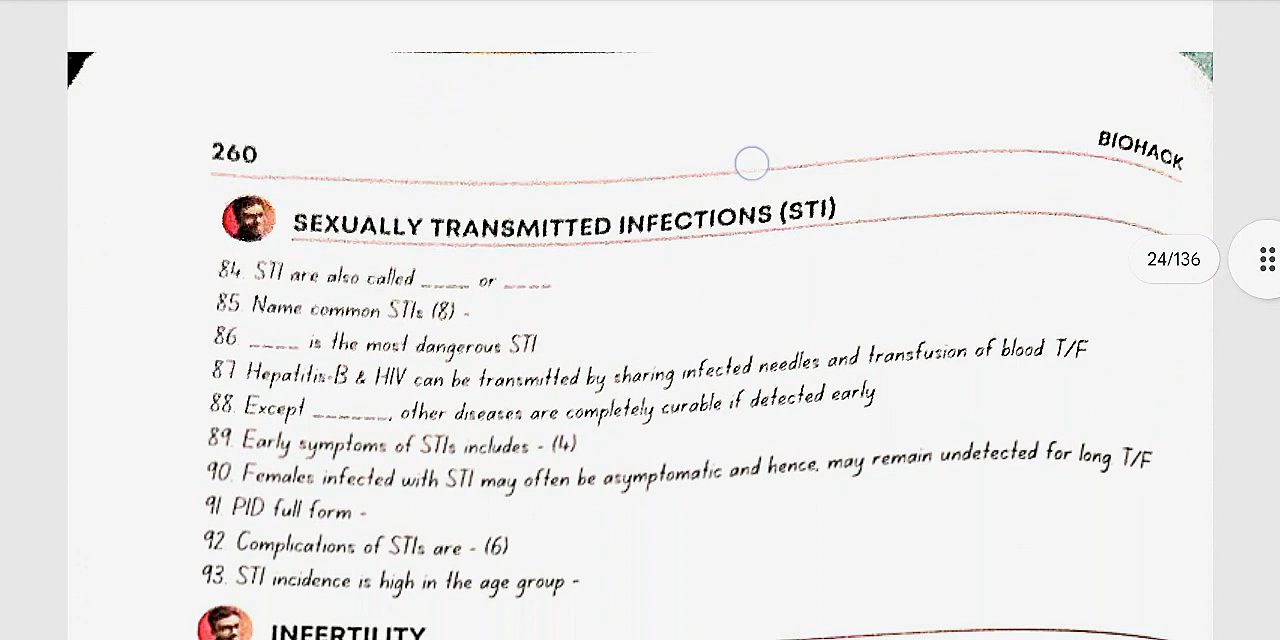 260
BIOHACK
SEXUALLY TRANSMITTED INFECTIONS (STI)
24/136
84. STI are also called _____ or _____
85. Name common STIs (8) -
86. _____ is the most dangerous STI
87. Hepatitis-B & HIV can be transmitted by sharing infected needles and transfusion of blood T/F
88. Except ______, other diseases are completely curable if detected early
89. Early symptoms of STIs includes - (4)
90. Females infected with STI may often be asymptomatic and hence, may remain undetected for long T/F
91. PID full form -
92. Complications of STIs are - (6)
93. STI incidence is high in the age group -
INFERTILITY